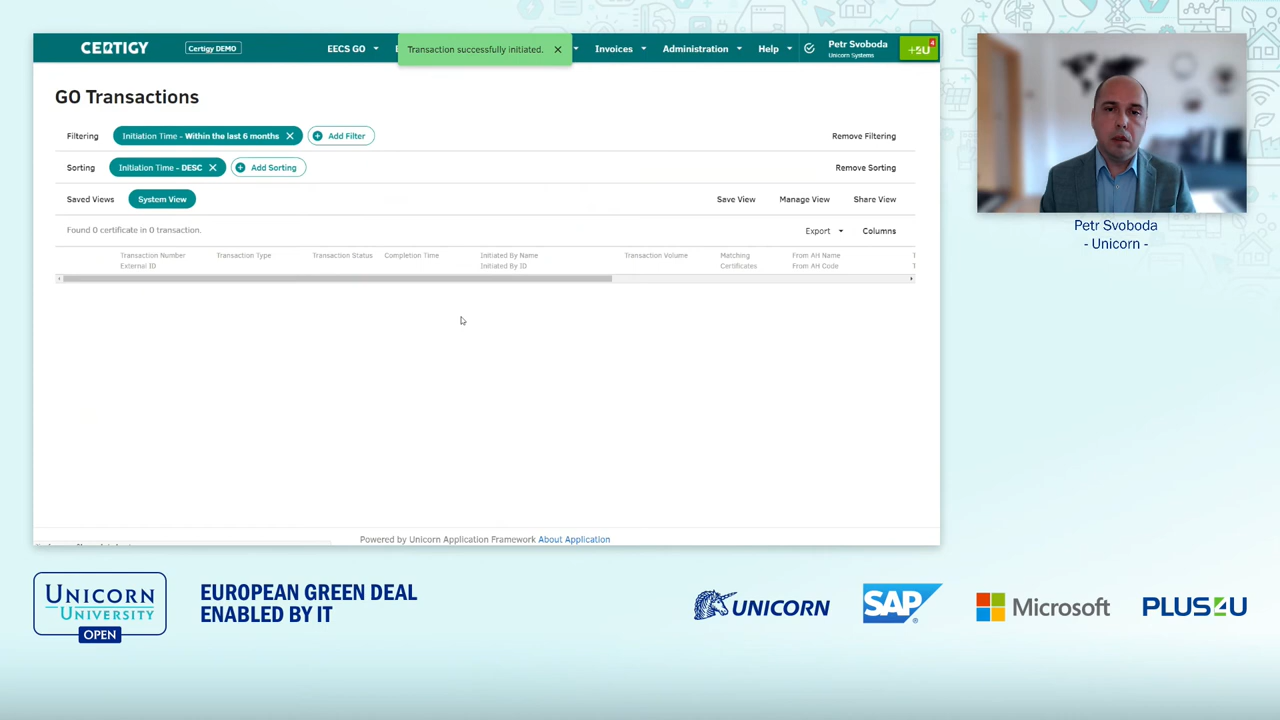 CERTIGY
Certigy DEMO
EECS GO
Transaction successfully initiated.
Invoices
Administration
Help
Petr Svoboda
Unicorn Systems
+4U
4
GO Transactions
Filtering
Initiation Time - Within the last 6 months
Add Filter
Remove Filtering
Sorting
Initiation Time - DESC
Add Sorting
Remove Sorting
Saved Views
System View
Save View
Manage View
Share View
Found 0 certificate in 0 transaction.
Export
Columns
Transaction Number
External ID
Transaction Type
Transaction Status
Completion Time
Initiated By Name
Initiated By ID
Transaction Volume
Matching
Certificates
From AH Name
From AH Code
Powered by Unicorn Application Framework About Application
Petr Svoboda
- Unicorn -
UNICORN
UNIVERSITY
OPEN
EUROPEAN GREEN DEAL
ENABLED BY IT
UNICORN
SAP
Microsoft
PLUS4U